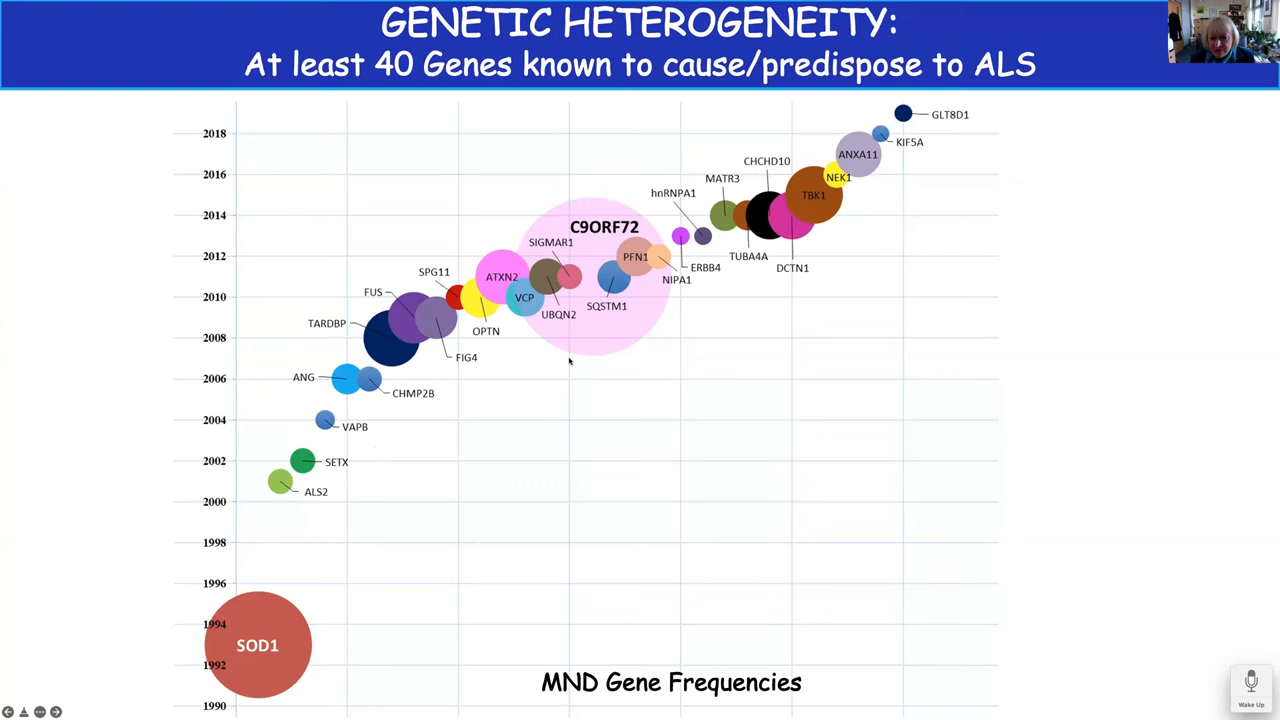 GENETIC HETEROGENEITY:
At least 40 Genes known to cause/predispose to ALS
2018
2016
2014
2012
2010
2008
2006
2004
2002
2000
1998
1996
1994
1992
1990
GLT8D1
KIF5A
ANXA11
CHCHD10
NEK1
MATR3
TBK1
hnRNPA1
C9ORF72
SIGMAR1
PFN1
TUBA4A
ERBB4
DCTN1
NIPA1
SPG11
ATXN2
VCP
SQSTM1
UBQN2
FUS
TARDBP
OPTN
FIG4
ANG
CHMP2B
VAPB
SETX
ALS2
SOD1
MND Gene Frequencies
Wake Up